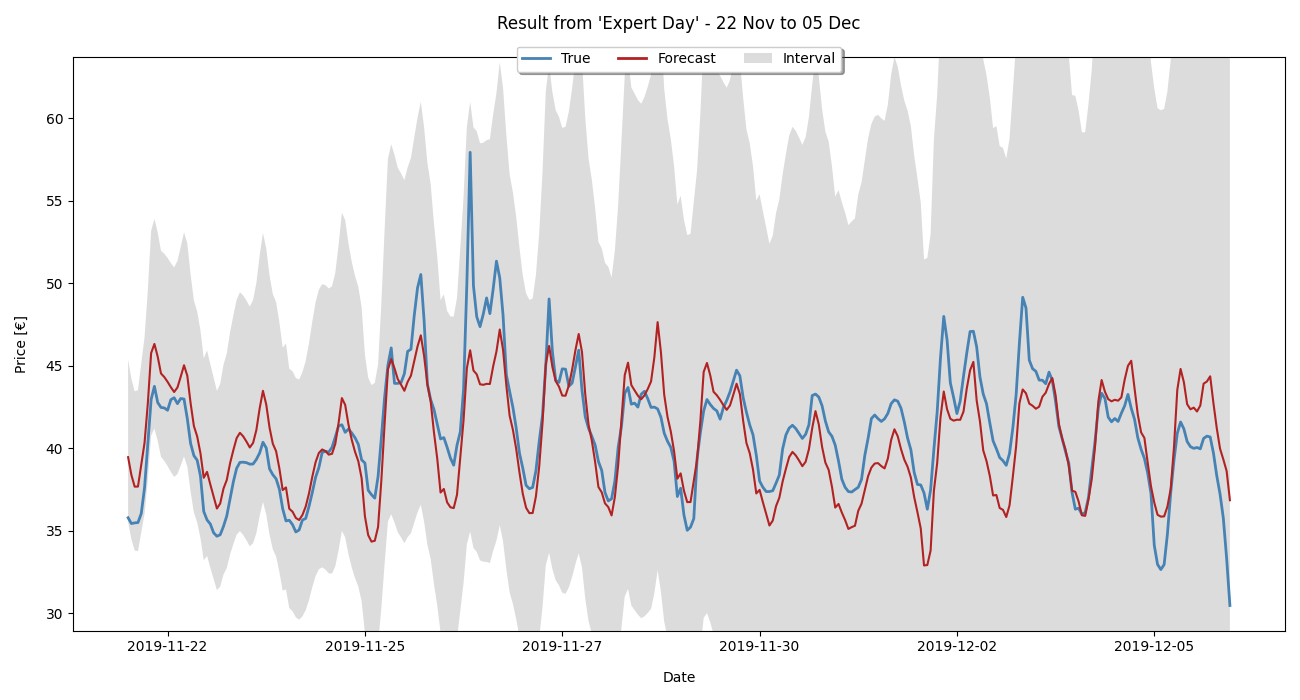 Result from 'Expert Day' - 22 Nov to 05 Dec
True Forecast Interval
60
55
50
45
40
35
30
Price [€]
2019-11-22 2019-11-25 2019-11-27 2019-11-30 2019-12-02 2019-12-05
Date